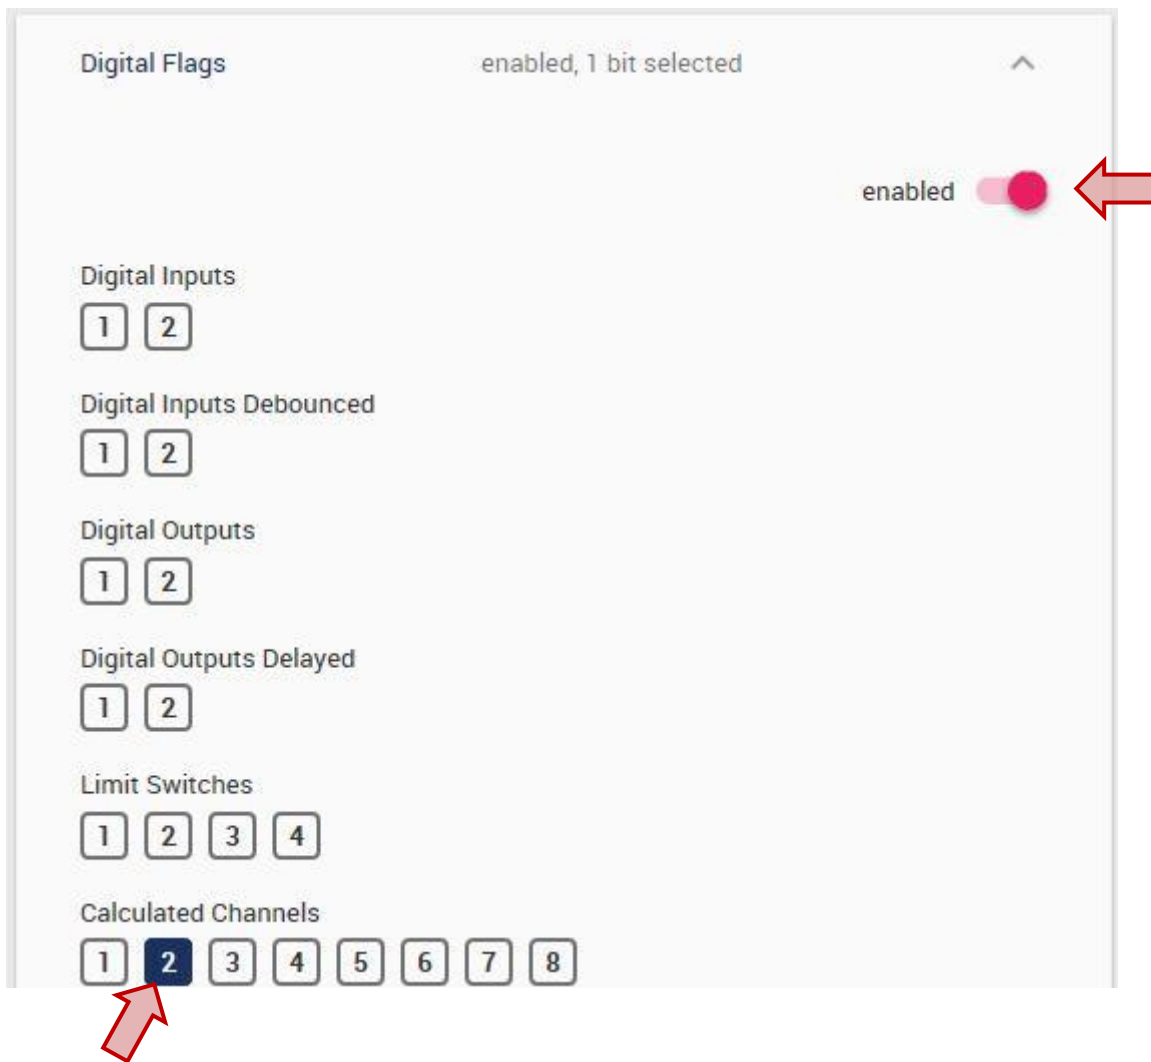 Digital Flags enabled, 1 bit selected
enabled
Digital Inputs
1 2
Digital Inputs Debounced
1 2
Digital Outputs
1 2
Digital Outputs Delayed
1 2
Limit Switches
1 2 3 4
Calculated Channels
1 2 3 4 5 6 7 8